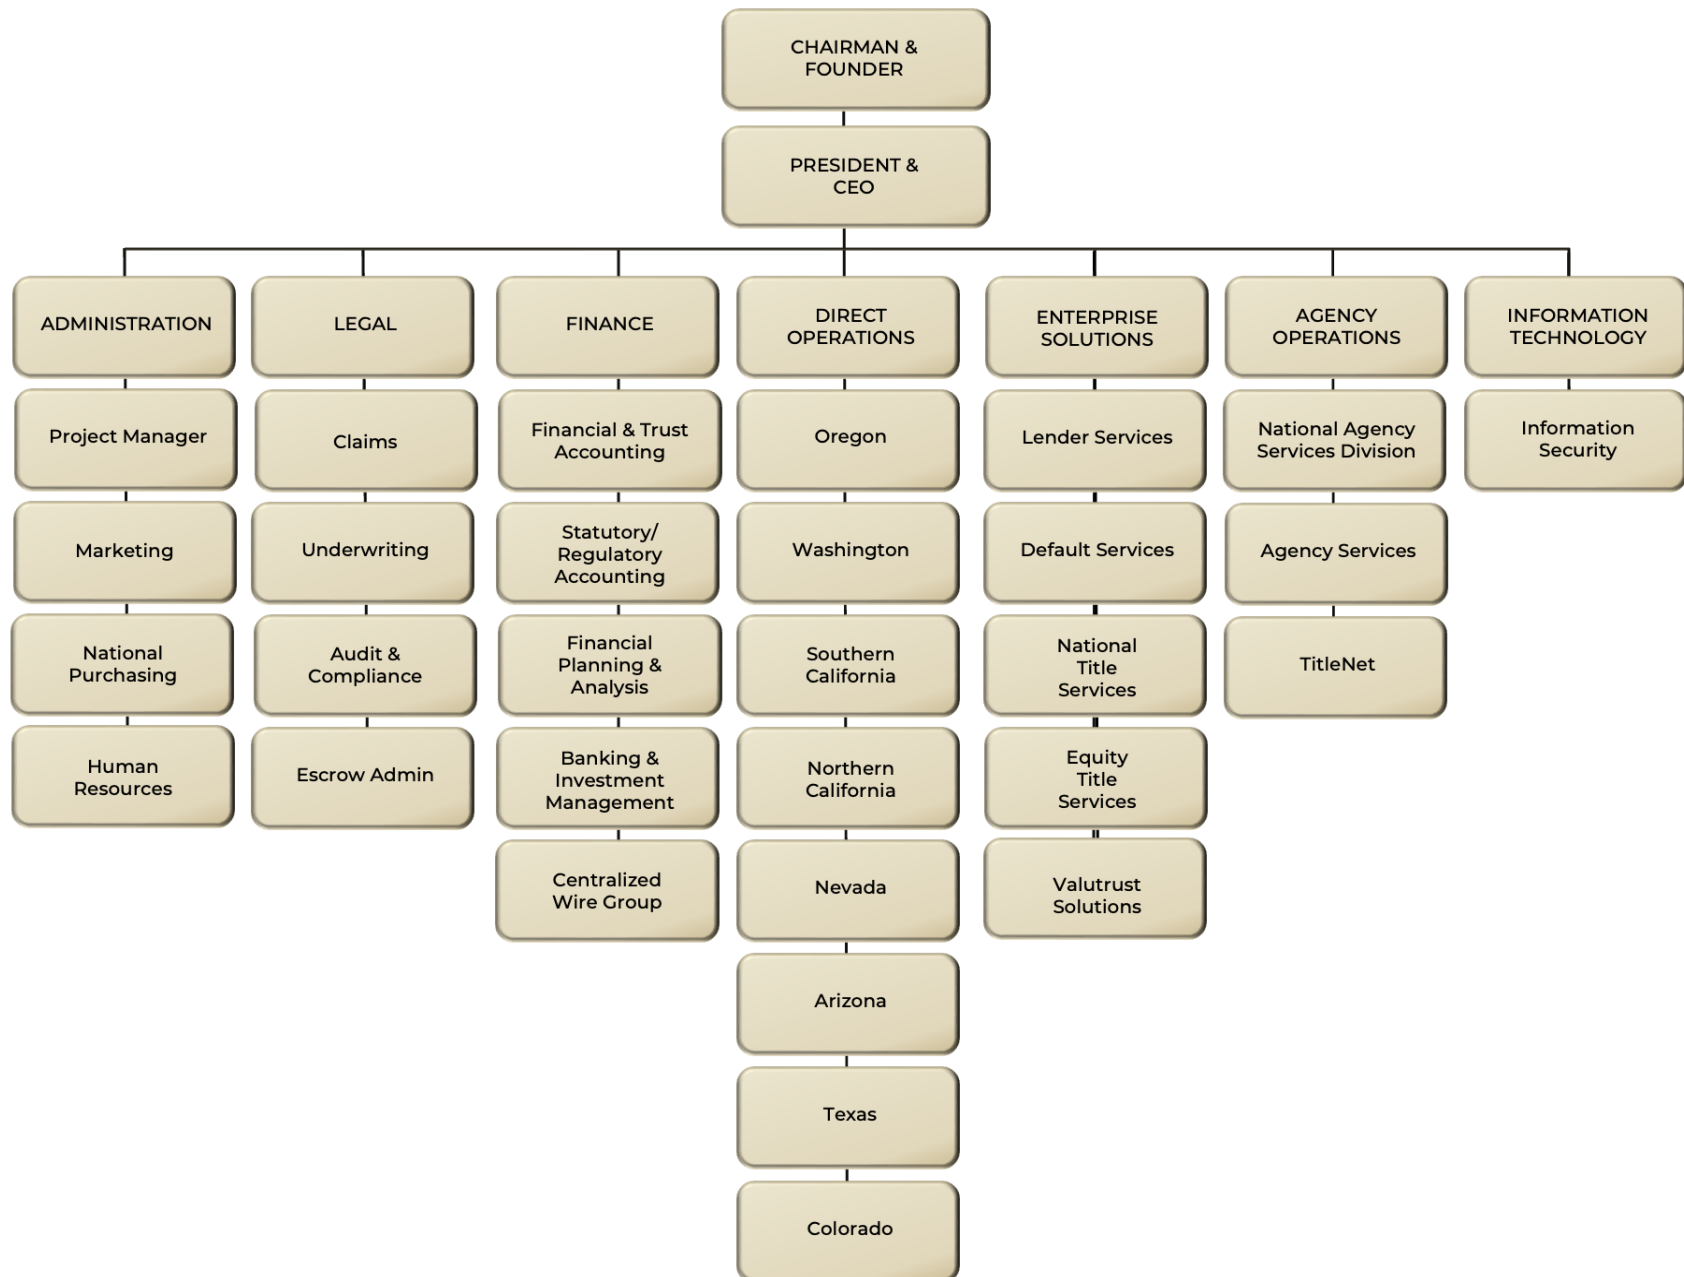 CHAIRMAN &
FOUNDER
PRESIDENT &
CEO
ADMINISTRATION
LEGAL
FINANCE
DIRECT
OPERATIONS
ENTERPRISE
SOLUTIONS
AGENCY
OPERATIONS
INFORMATION
TECHNOLOGY
Project Manager
Claims
Financial & Trust
Accounting
Oregon
Lender Services
National Agency
Services Division
Information
Security
Marketing
Underwriting
Statutory/
Regulatory
Accounting
Washington
Default Services
Agency Services
National
Purchasing
Audit &
Compliance
Financial
Planning &
Analysis
Southern
California
National
Title
Services
TitleNet
Human
Resources
Escrow Admin
Banking &
Investment
Management
Northern
California
Equity
Title
Services
Centralized
Wire Group
Nevada
Valutrust
Solutions
Arizona
Texas
Colorado